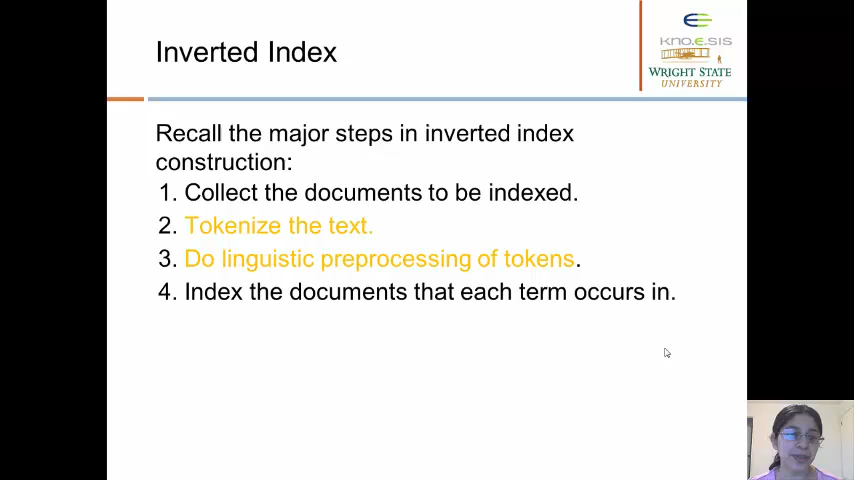 Inverted Index
kno.e.sis
WRIGHT STATE
UNIVERSITY
Recall the major steps in inverted index
construction:
1. Collect the documents to be indexed.
2. Tokenize the text.
3. Do linguistic preprocessing of tokens.
4. Index the documents that each term occurs in.